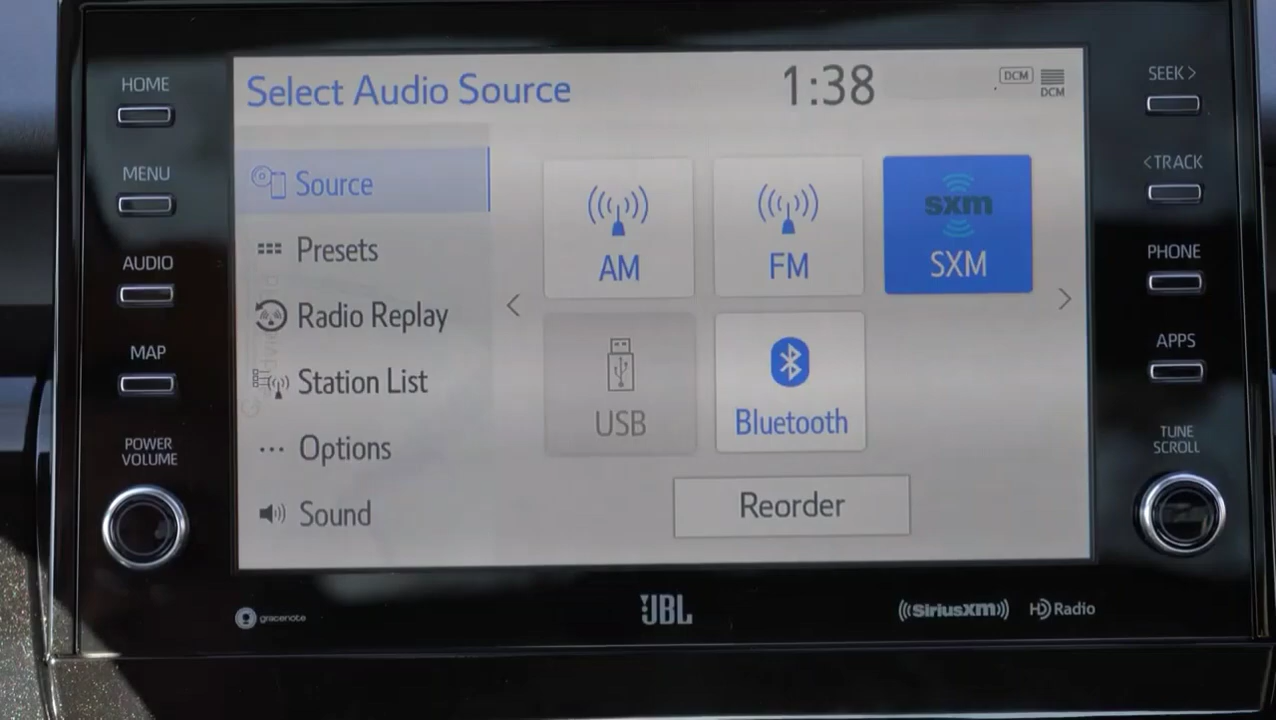 HOME
MENU
AUDIO
MAP
POWER
VOLUME
Select Audio Source
1:38
DCM
DCM
Source
Presets
Radio Replay
Station List
Options
Sound
AM
FM
sxm
SXM
USB
Bluetooth
Reorder
SEEK>
<TRACK
PHONE
APPS
TUNE
SCROLL
gracenote
JBL
((SiriusXM))
HD Radio